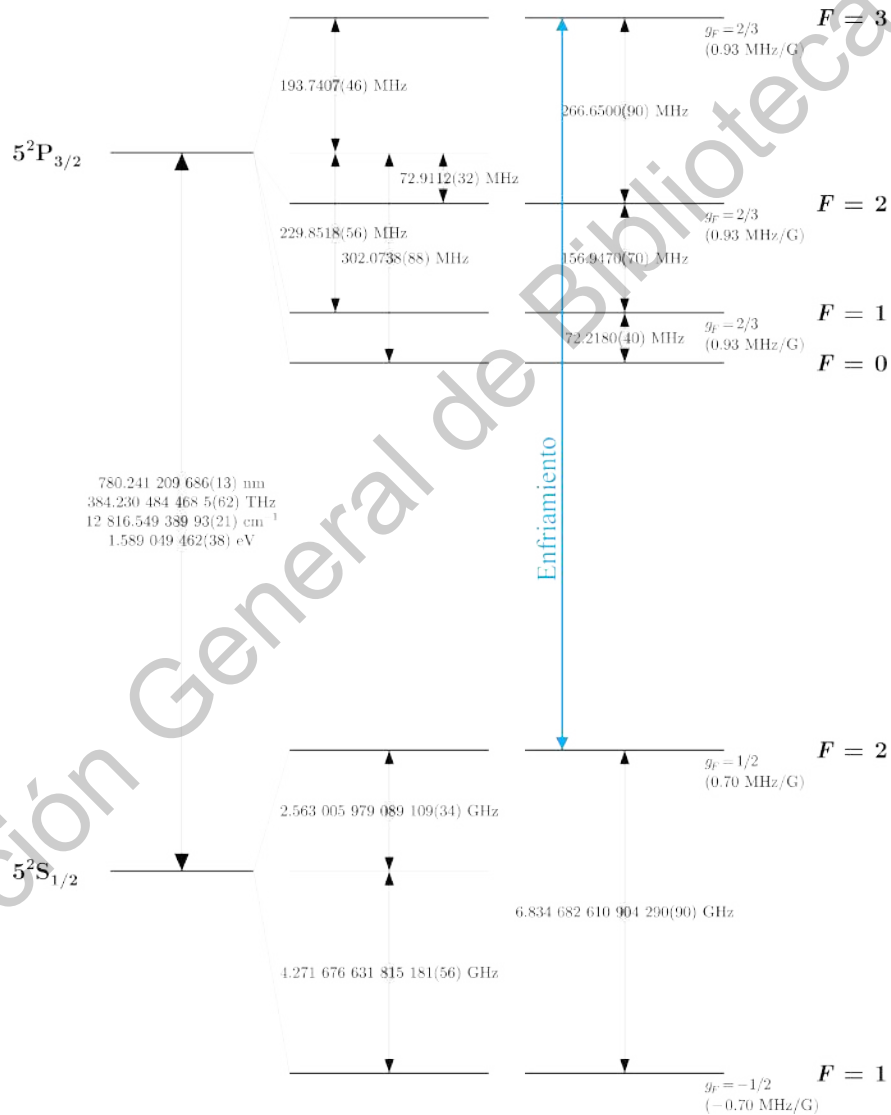 F = 3
g_F = 2/3
(0.93 MHz/G)
193.7407(46) MHz
266.6500(90) MHz
5²P₃/₂
72.9112(32) MHz
F = 2
g_F = 2/3
(0.93 MHz/G)
229.8518(56) MHz
302.0738(88) MHz
156.9470(70) MHz
F = 1
g_F = 2/3
(0.93 MHz/G)
72.2180(40) MHz
F = 0
Enfriamiento
780.241 209 686(13) nm
384.230 484 468 5(62) THz
12 816.549 389 93(21) cm⁻¹
1.589 049 462(38) eV
F = 2
g_F = 1/2
(0.70 MHz/G)
2.563 005 979 089 109(34) GHz
5²S₁/₂
6.834 682 610 904 290(90) GHz
4.271 676 631 815 181(56) GHz
F = 1
g_F = −1/2
(−0.70 MHz/G)
ción General de Biblioteca